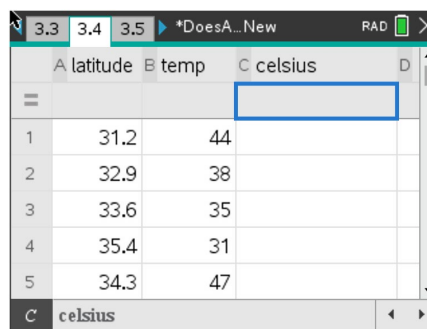 3.3 3.4 3.5 *DoesA…New RAD
A latitude B temp C celsius D
=
1 31.2 44
2 32.9 38
3 33.6 35
4 35.4 31
5 34.3 47
C celsius